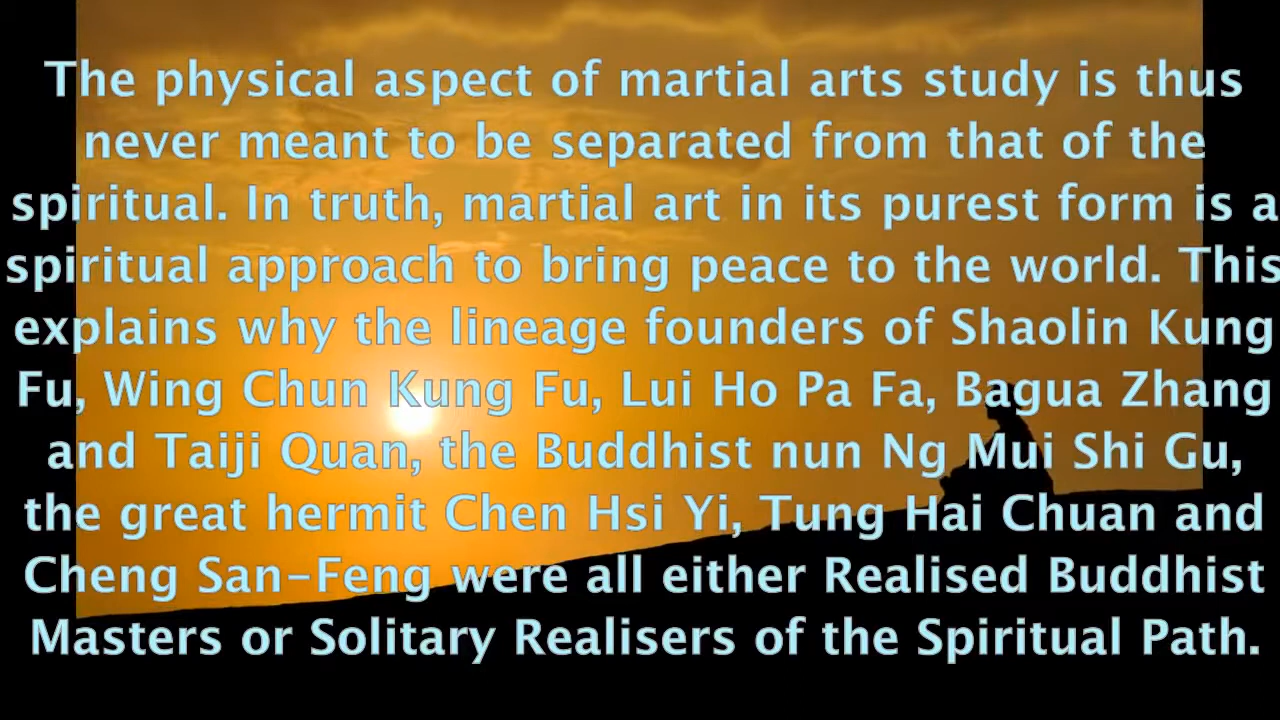 The physical aspect of martial arts study is thus
never meant to be separated from that of the
spiritual. In truth, martial art in its purest form is a
spiritual approach to bring peace to the world. This
explains why the lineage founders of Shaolin Kung
Fu, Wing Chun Kung Fu, Lui Ho Pa Fa, Bagua Zhang
and Taiji Quan, the Buddhist nun Ng Mui Shi Gu,
the great hermit Chen Hsi Yi, Tung Hai Chuan and
Cheng San-Feng were all either Realised Buddhist
Masters or Solitary Realisers of the Spiritual Path.